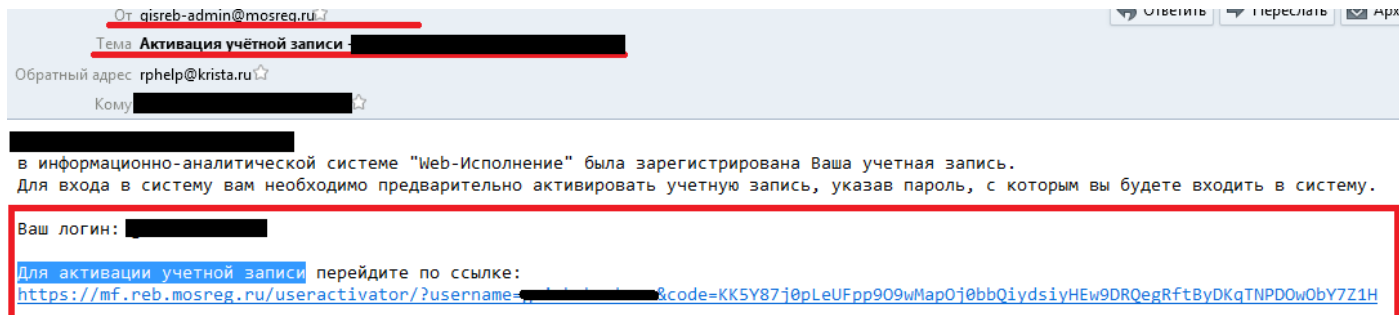 От gisreb-admin@mosreg.ru
Ответить Переслать Арх
Тема Активация учётной записи -
Обратный адрес rphelp@krista.ru
Кому
в информационно-аналитической системе "Web-Исполнение" была зарегистрирована Ваша учетная запись.
Для входа в систему вам необходимо предварительно активировать учетную запись, указав пароль, с которым вы будете входить в систему.
Ваш логин:
Для активации учетной записи перейдите по ссылке:
https://mf.reb.mosreg.ru/useractivator/?username= &code=KK5Y87j0pLeUFpp9O9wMapOj0bbQiydsiyHEw9DRQegRftByDKqTNPDOwObY7Z1H